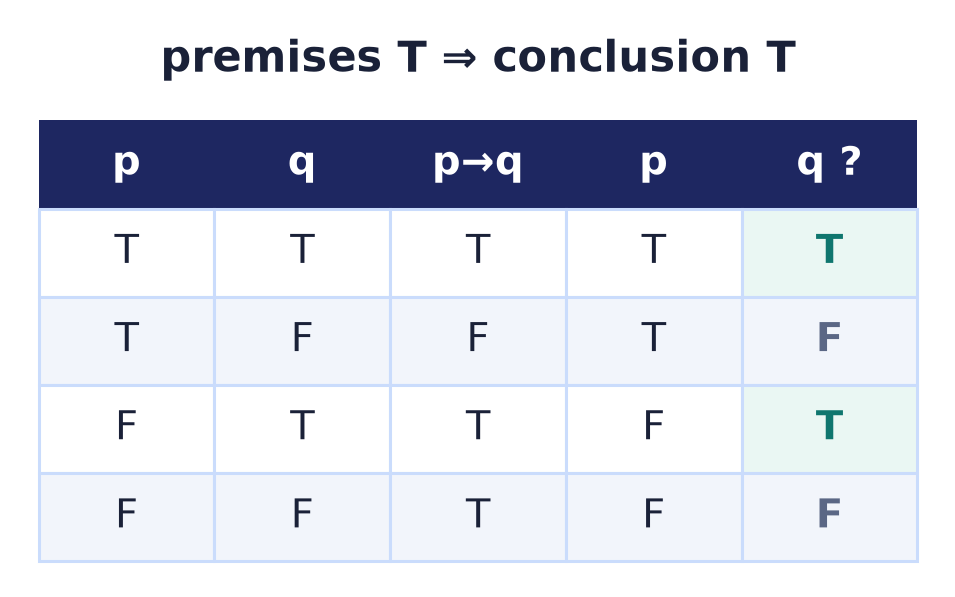 premises T ⇒ conclusion T
p q p→q p q ?
T T T T T
T F F T F
F T T F T
F F T F F